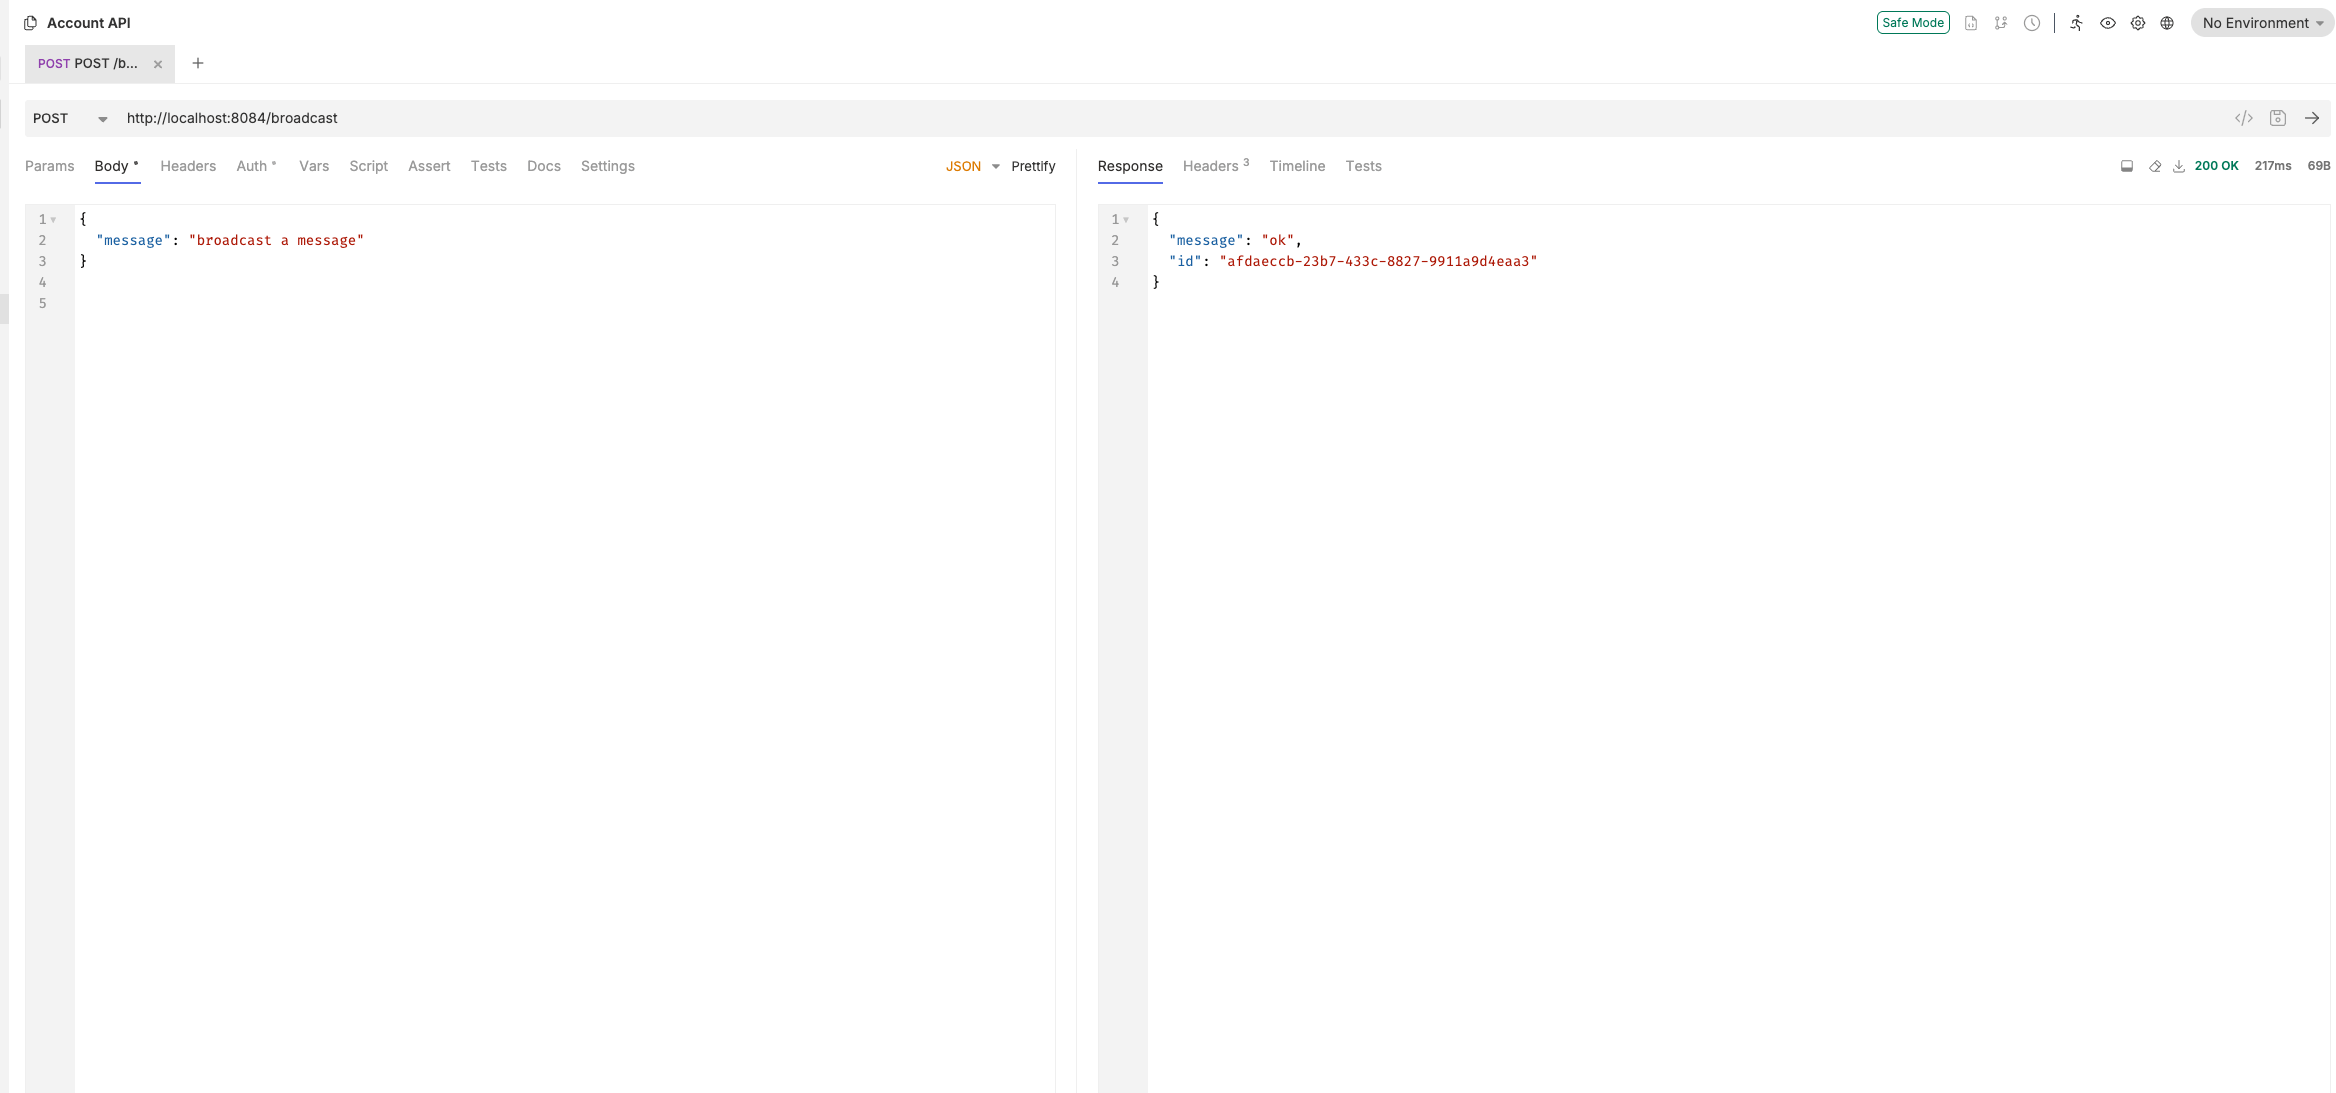 Account API
Safe Mode
No Environment
POST POST /b...
POST http://localhost:8084/broadcast
Params Body Headers Auth Vars Script Assert Tests Docs Settings JSON Prettify
Response Headers 3 Timeline Tests 200 OK 217ms 69B
1 {
2 "message": "broadcast a message"
3 }
4
5
1 {
2 "message": "ok",
3 "id": "afdaeccb-23b7-433c-8827-9911a9d4eaa3"
4 }